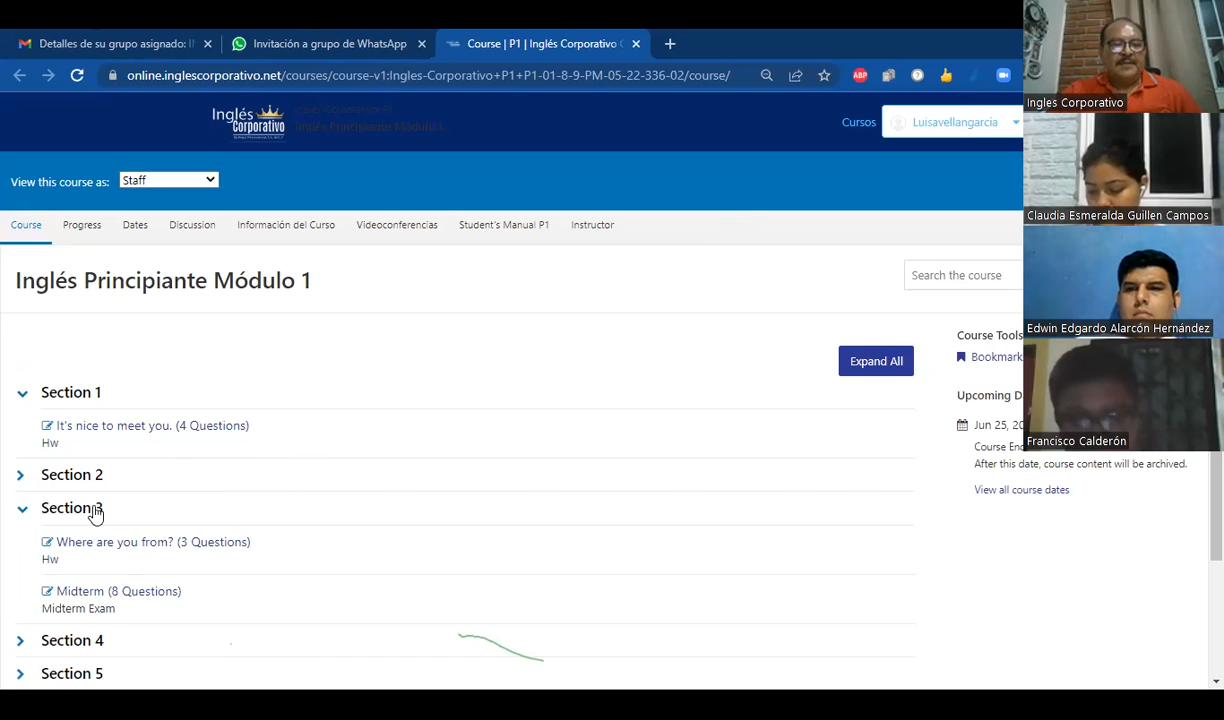 Detalles de su grupo asignado: I
Invitación a grupo de WhatsApp
Course | P1 | Inglés Corporativo
online.inglescorporativo.net/courses/course-v1:Ingles-Corporativo+P1+P1-01-8-9-PM-05-22-336-02/course/
ABP
Ingles Corporativo
Inglés
Corporativo
Inglés Principiante Módulo 1
Cursos
Luisavellangarcia
View this course as:
Staff
Claudia Esmeralda Guillen Campos
Course
Progress
Dates
Discussion
Información del Curso
Videoconferencias
Student's Manual P1
Instructor
Inglés Principiante Módulo 1
Search the course
Edwin Edgardo Alarcón Hernández
Course Tools
Bookmark
Expand All
Upcoming D
Section 1
It's nice to meet you. (4 Questions)
Hw
Jun 25, 20
Course En
After this date, course content will be archived.
View all course dates
Francisco Calderón
Section 2
Section 3
Where are you from? (3 Questions)
Hw
Midterm (8 Questions)
Midterm Exam
Section 4
Section 5